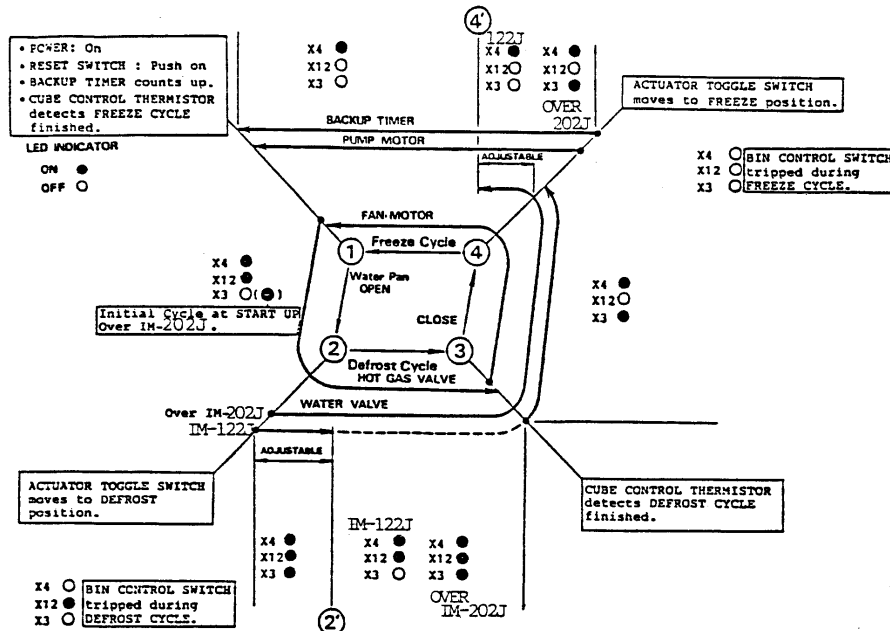 • POWER: On
• RESET SWITCH : Push on
• BACKUP TIMER counts up.
• CUBE CONTROL THERMISTOR
detects FREEZE CYCLE
finished.
LED INDICATOR
ON ●
OFF ○
X4 ●
X12 ○
X3 ○
4'
122J
X4 ●
X12 ○
X3 ○
X4 ●
X12 ○
X3 ●
OVER
202J
ACTUATOR TOGGLE SWITCH
moves to FREEZE position.
BACKUP TIMER
PUMP MOTOR
ADJUSTABLE
X4 ○ BIN CONTROL SWITCH
X12 ○ tripped during
X3 ○ FREEZE CYCLE.
FAN·MOTOR
1
Freeze Cycle
4
Water Pan
OPEN
X4 ●
X12 ●
X3 ○(●)
Initial Cycle at START UP
Over IM-202J.
X4 ●
X12 ○
X3 ●
CLOSE
2
3
Defrost Cycle
HOT GAS VALVE
WATER VALVE
Over IM-202J
IM-122J
ADJUSTABLE
ACTUATOR TOGGLE SWITCH
moves to DEFROST
position.
CUBE CONTROL THERMISTOR
detects DEFROST CYCLE
finished.
X4 ●
X12 ●
X3 ●
IM-122J
X4 ●
X12 ●
X3 ○
X4 ●
X12 ●
X3 ●
OVER
IM-202J
X4 ○ BIN CONTROL SWITCH
X12 ● tripped during
X3 ○ DEFROST CYCLE.
2'